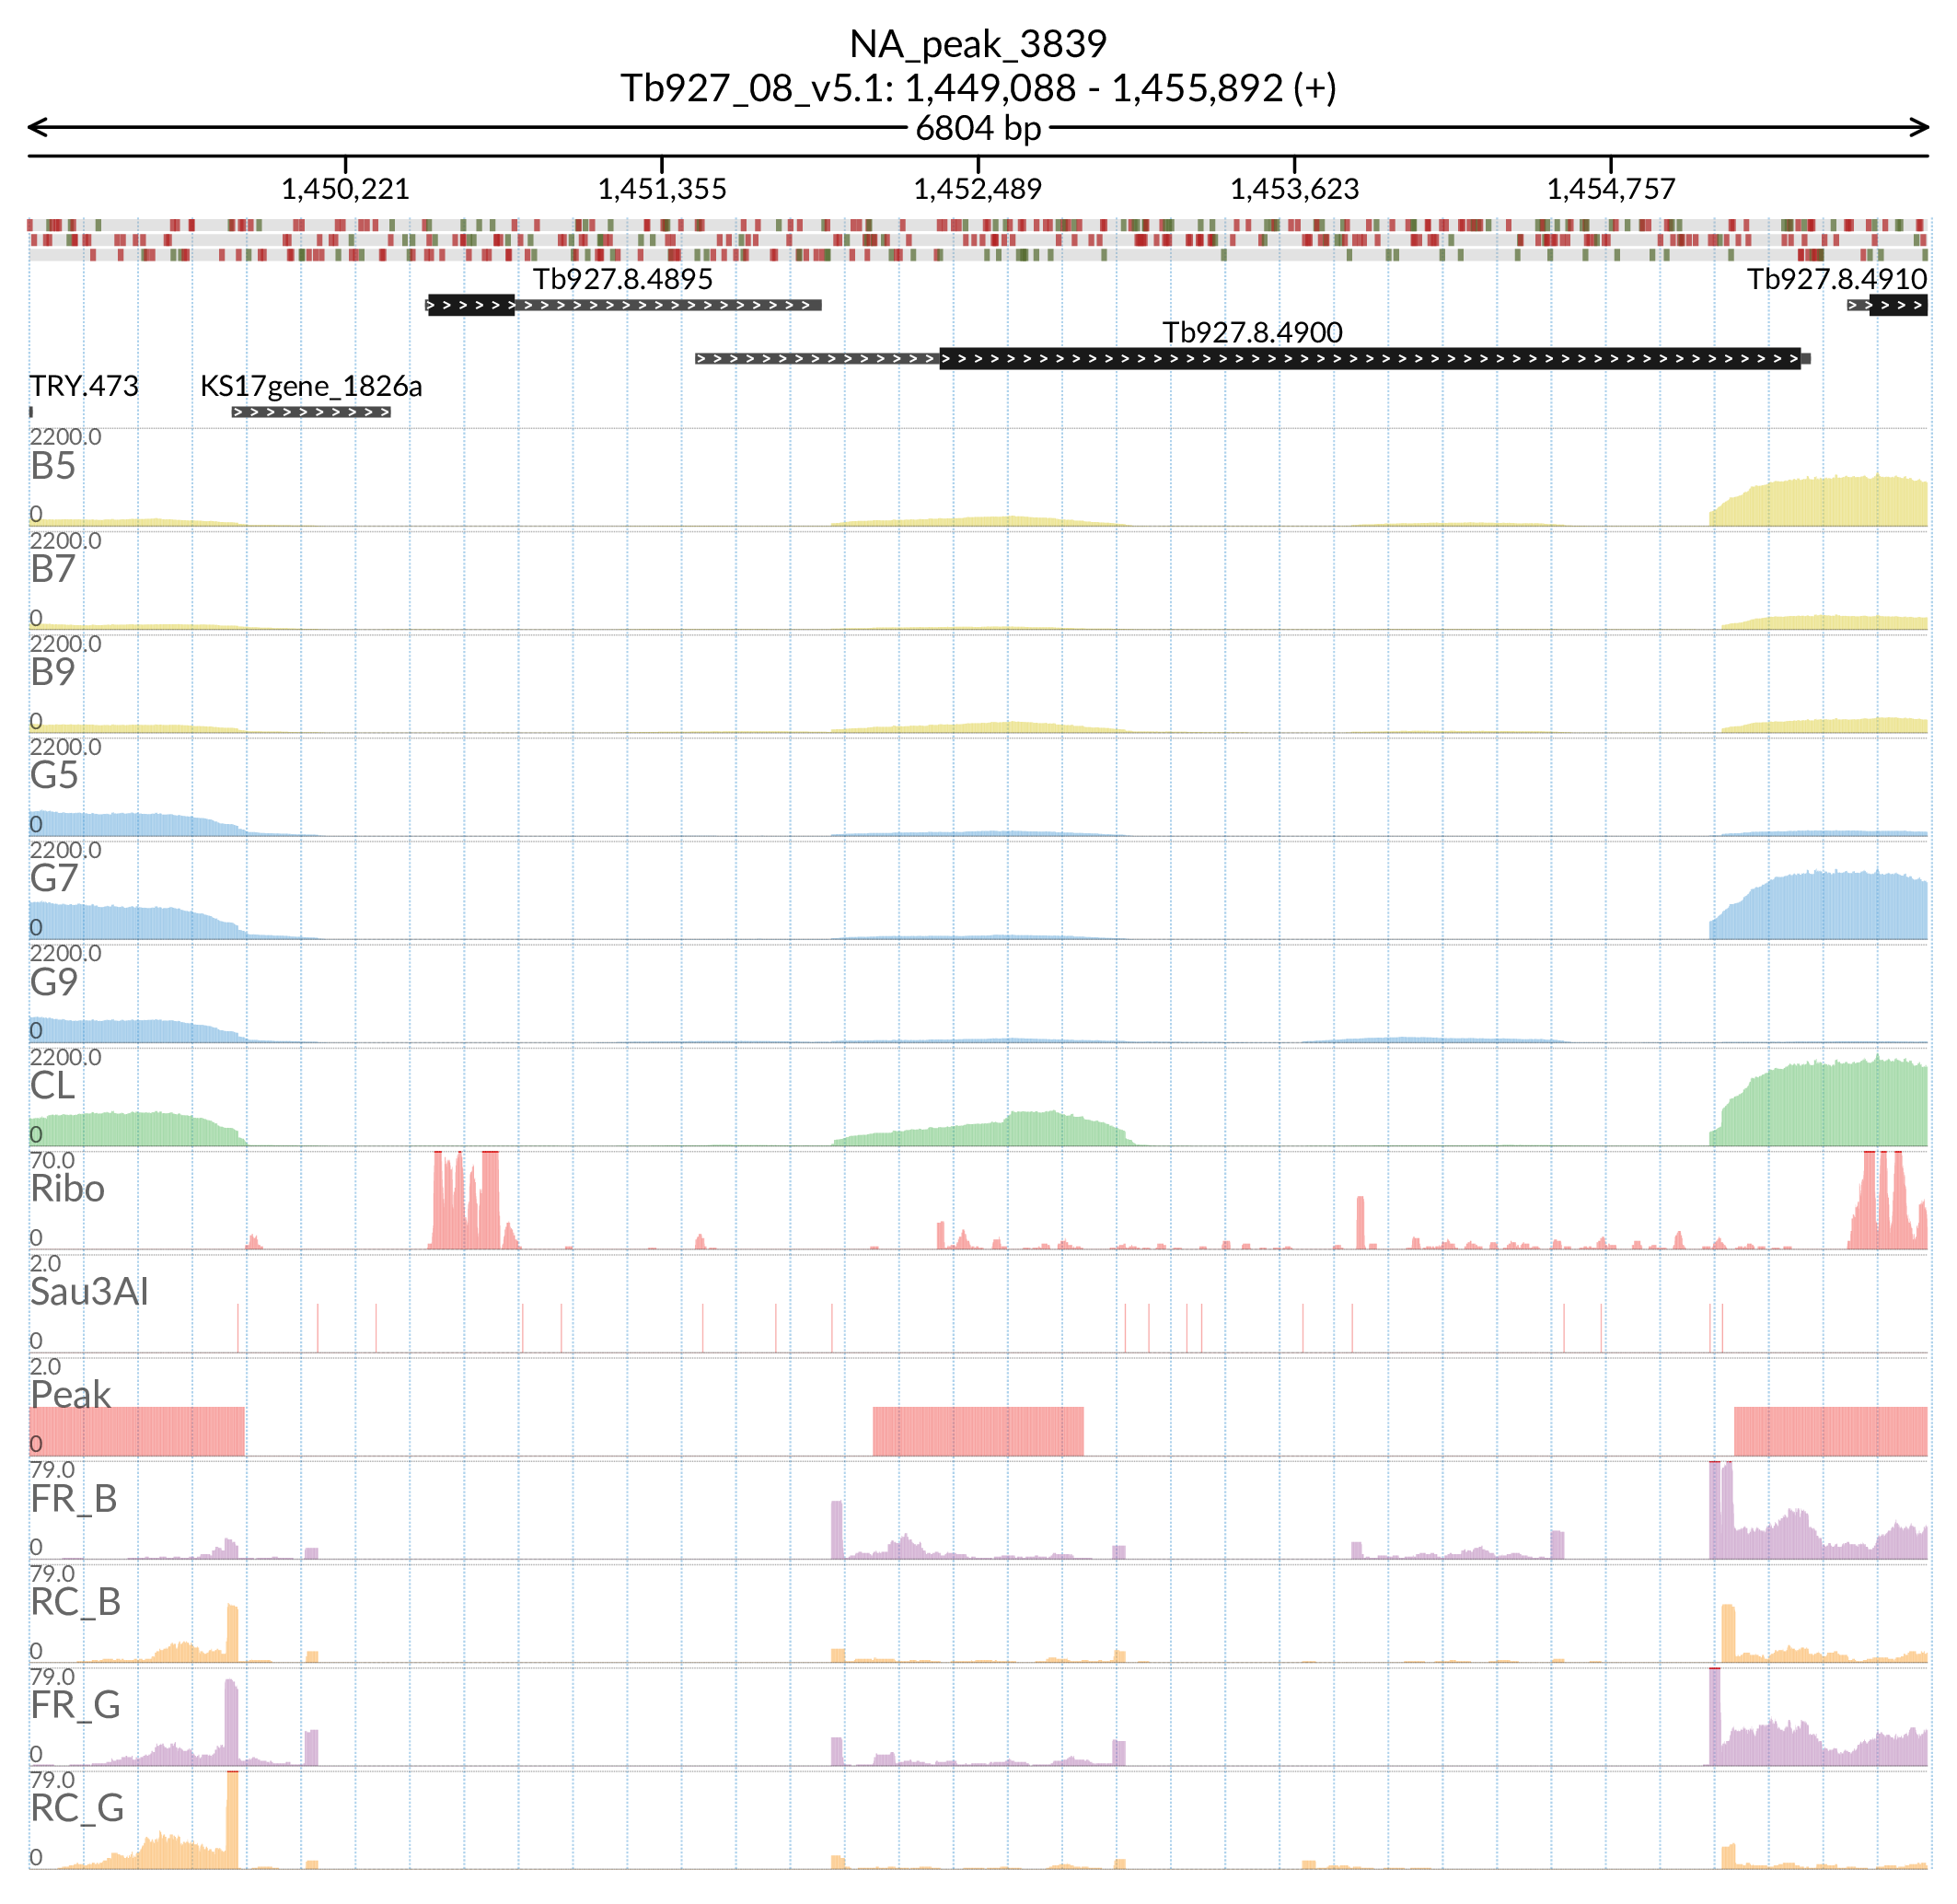 NA_peak_3839
Tb927_08_v5.1: 1,449,088 - 1,455,892 (+)
6804 bp
1,450,221 1,451,355 1,452,489 1,453,623 1,454,757
Tb927.8.4895 Tb927.8.4910
Tb927.8.4900
TRY.473 KS17gene_1826a
2200.0
B5
0
2200.0
B7
0
2200.0
B9
0
2200.0
G5
0
2200.0
G7
0
2200.0
G9
0
2200.0
CL
0
70.0
Ribo
0
2.0
Sau3AI
0
2.0
Peak
0
79.0
FR_B
0
79.0
RC_B
0
79.0
FR_G
0
79.0
RC_G
0